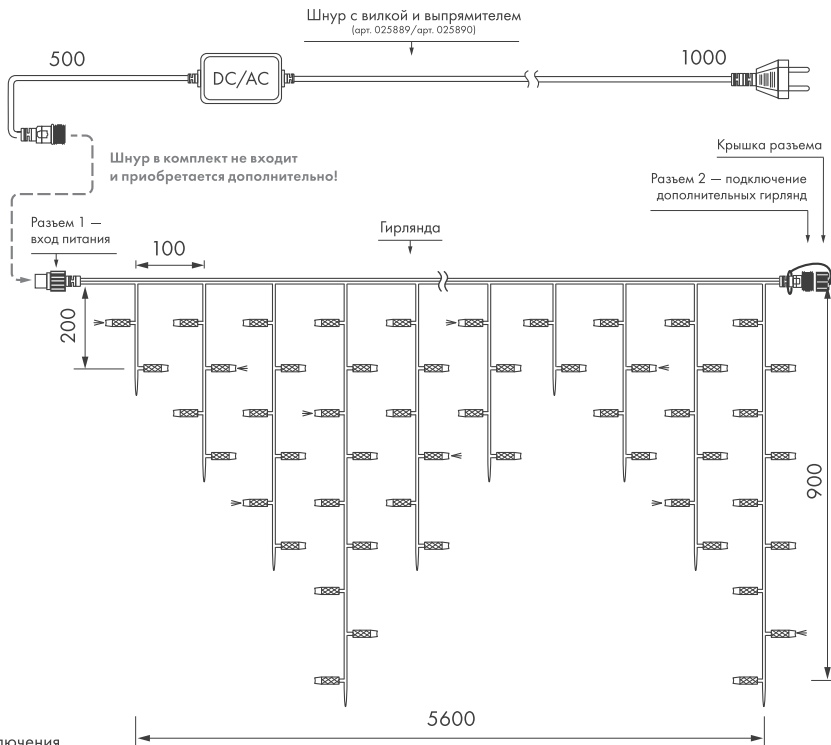 Шнур с вилкой и выпрямителем
(арт. 025889/арт. 025890)
500
1000
DC/AC
Шнур в комплект не входит
и приобретается дополнительно!
Крышка разъема
Разъем 2 — подключение
дополнительных гирлянд
Разъем 1 —
вход питания
Гирлянда
100
200
900
5600